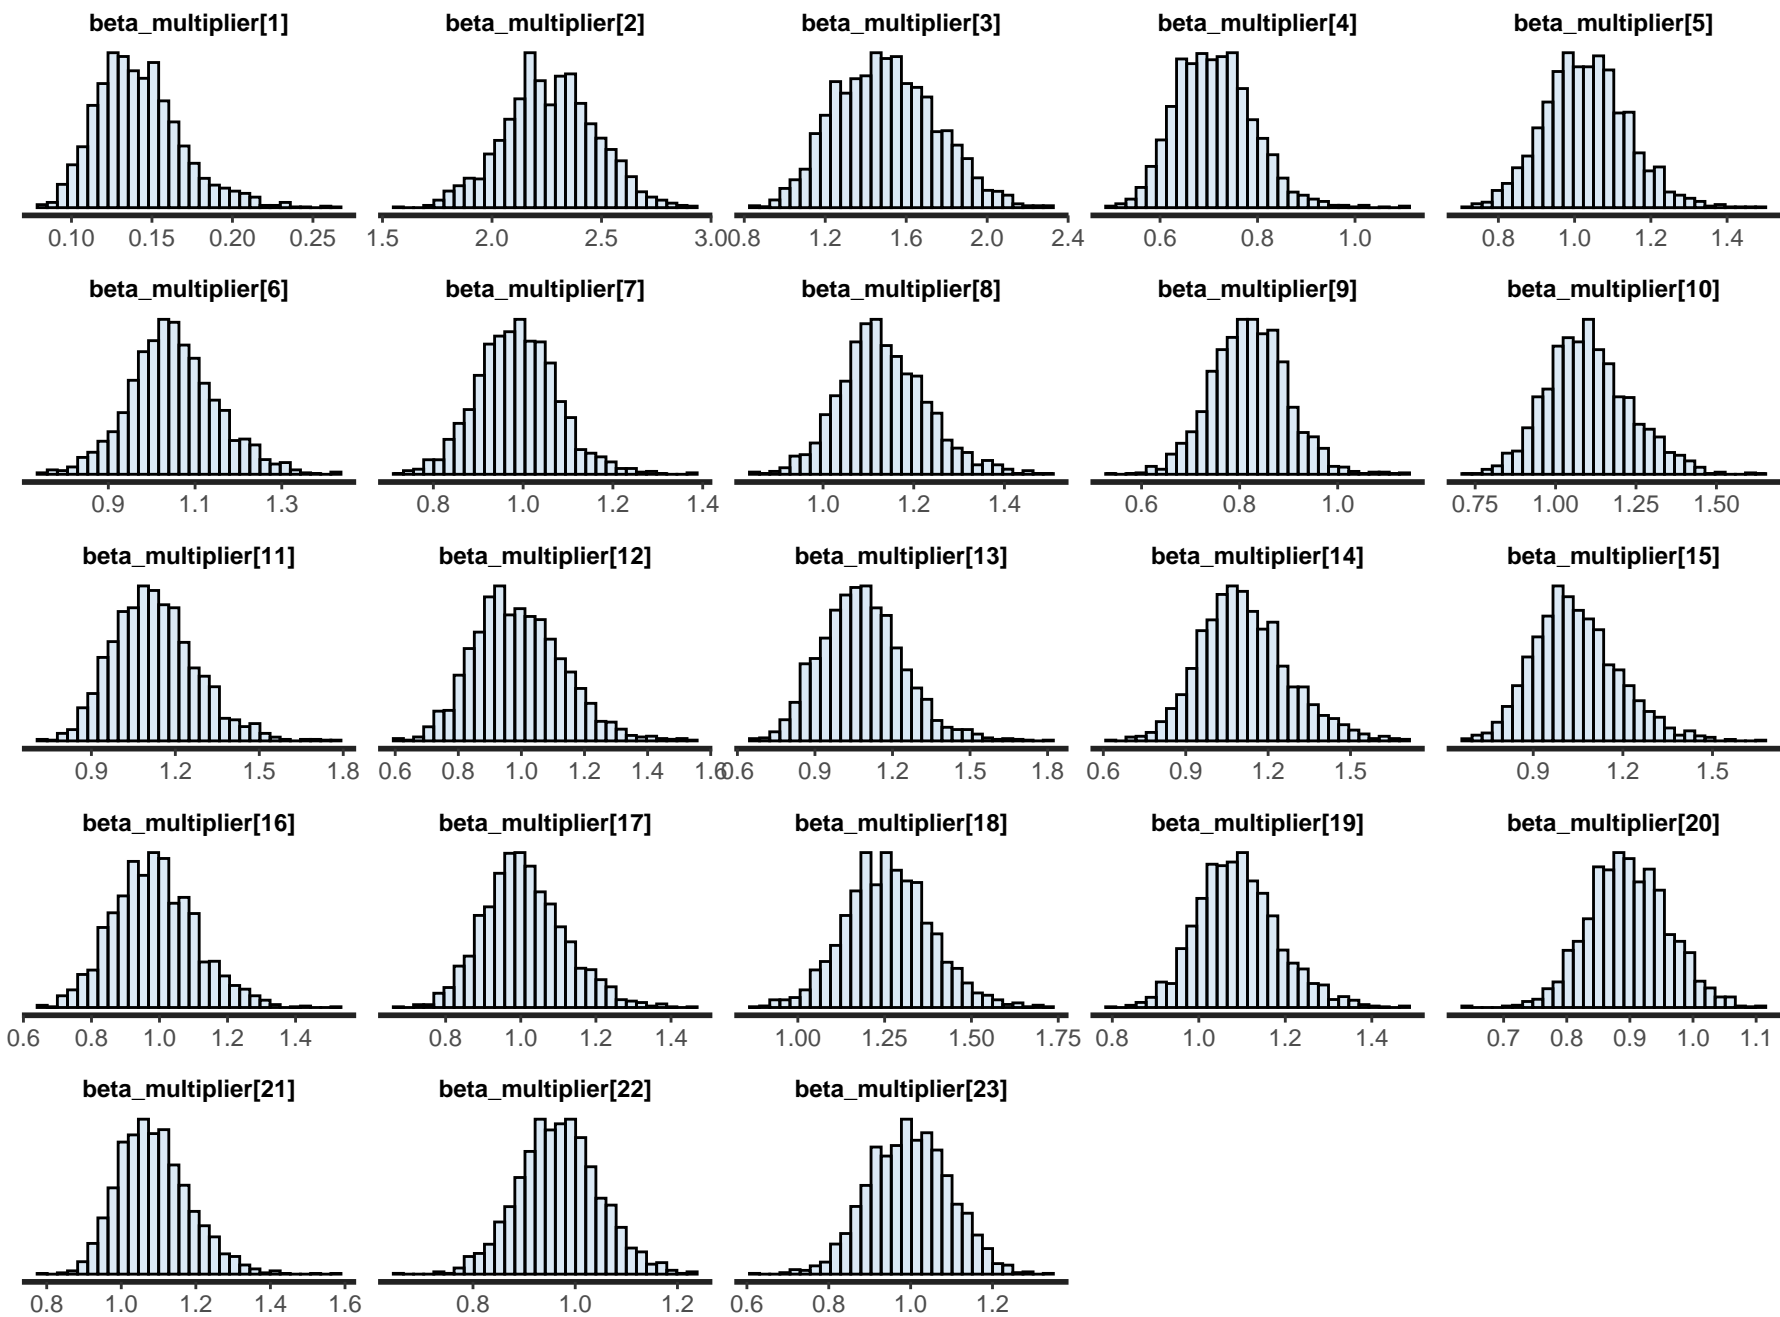 beta_multiplier[1] beta_multiplier[2] beta_multiplier[3] beta_multiplier[4] beta_multiplier[5]
0.10 0.15 0.20 0.25 1.5 2.0 2.5 3.0 0.8 1.2 1.6 2.0 2.4 0.6 0.8 1.0 0.8 1.0 1.2 1.4
beta_multiplier[6] beta_multiplier[7] beta_multiplier[8] beta_multiplier[9] beta_multiplier[10]
0.9 1.1 1.3 0.8 1.0 1.2 1.4 1.0 1.2 1.4 0.6 0.8 1.0 0.75 1.00 1.25 1.50
beta_multiplier[11] beta_multiplier[12] beta_multiplier[13] beta_multiplier[14] beta_multiplier[15]
0.9 1.2 1.5 1.8 0.6 0.8 1.0 1.2 1.4 1.6 0.6 0.9 1.2 1.5 1.8 0.6 0.9 1.2 1.5 0.9 1.2 1.5
beta_multiplier[16] beta_multiplier[17] beta_multiplier[18] beta_multiplier[19] beta_multiplier[20]
0.6 0.8 1.0 1.2 1.4 0.8 1.0 1.2 1.4 1.00 1.25 1.50 1.75 0.8 1.0 1.2 1.4 0.7 0.8 0.9 1.0 1.1
beta_multiplier[21] beta_multiplier[22] beta_multiplier[23]
0.8 1.0 1.2 1.4 1.6 0.8 1.0 1.2 0.6 0.8 1.0 1.2